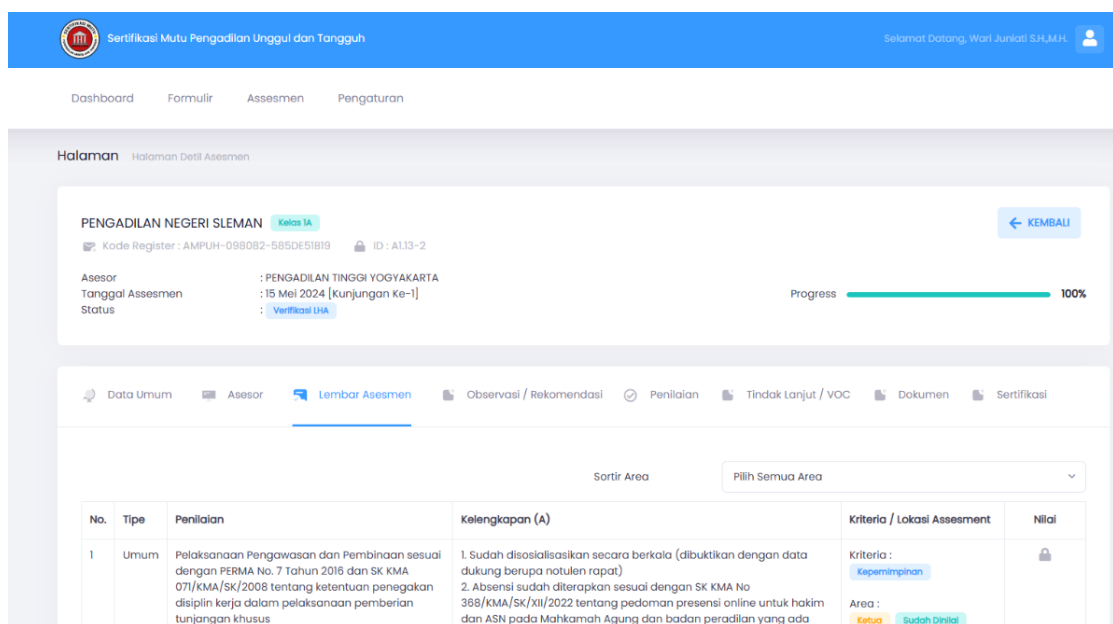 Sertifikasi Mutu Pengadilan Unggul dan Tangguh
Selamat Datang, Wari Juniati S.H.,M.H.
Dashboard Formulir Assesmen Pengaturan
Halaman Halaman Detil Asesmen
PENGADILAN NEGERI SLEMAN Kelas 1A
KEMBALI
Kode Register : AMPUH-098082-585DE51819 ID : A1.13-2
Asesor : PENGADILAN TINGGI YOGYAKARTA
Tanggal Assesmen : 15 Mei 2024 [Kunjungan Ke-1]
Progress 100%
Status : Verifikasi LHA
Data Umum Asesor Lembar Asesmen Observasi / Rekomendasi Penilaian Tindak Lanjut / VOC Dokumen Sertifikasi
Sortir Area Pilih Semua Area
No. Tipe Penilaian Kelengkapan (A) Kriteria / Lokasi Assesment Nilai
1 Umum Pelaksanaan Pengawasan dan Pembinaan sesuai
dengan PERMA No. 7 Tahun 2016 dan SK KMA
071/KMA/SK/2008 tentang ketentuan penegakan
disiplin kerja dalam pelaksanaan pemberian
tunjangan khusus
1. Sudah disosialisasikan secara berkala (dibuktikan dengan data
dukung berupa notulen rapat)
2. Absensi sudah diterapkan sesuai dengan SK KMA No
368/KMA/SK/XII/2022 tentang pedoman presensi online untuk hakim
dan ASN pada Mahkamah Agung dan badan peradilan yang ada
Kriteria :
Kepemimpinan
Area :
Ketua Sudah Dinilai